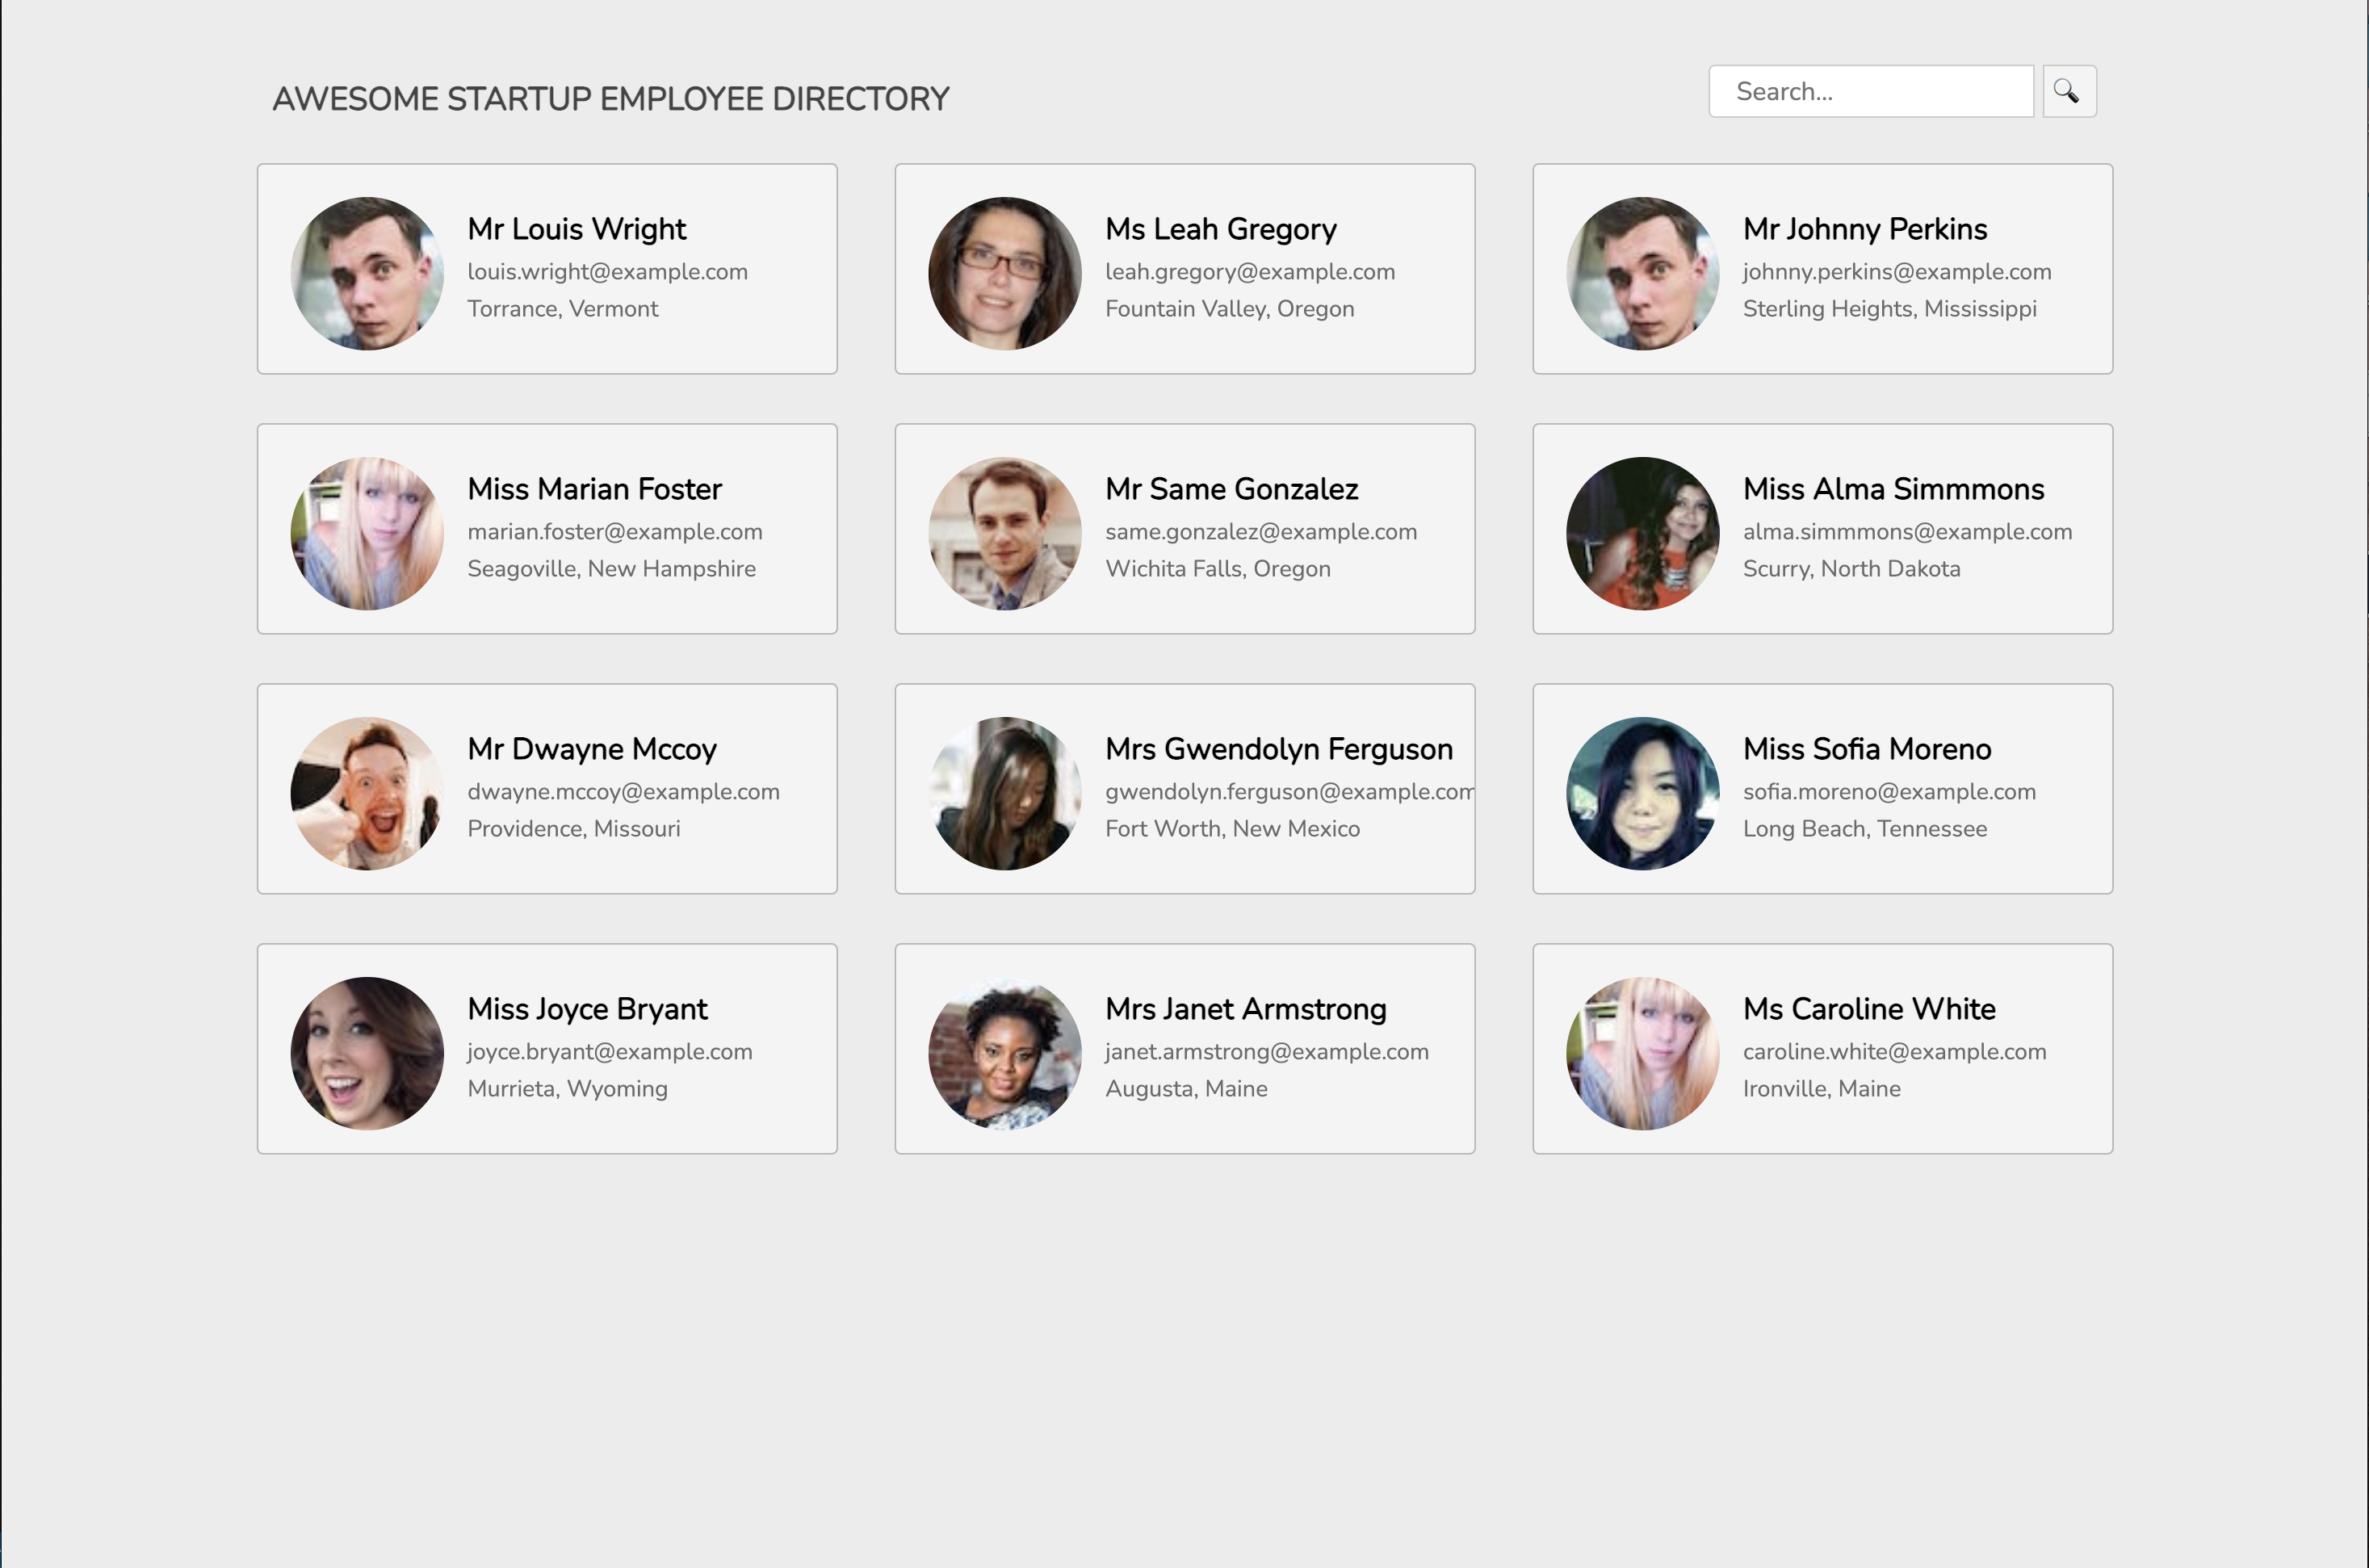 AWESOME STARTUP EMPLOYEE DIRECTORY
Search...
Mr Louis Wright
louis.wright@example.com
Torrance, Vermont
Ms Leah Gregory
leah.gregory@example.com
Fountain Valley, Oregon
Mr Johnny Perkins
johnny.perkins@example.com
Sterling Heights, Mississippi
Miss Marian Foster
marian.foster@example.com
Seagoville, New Hampshire
Mr Same Gonzalez
same.gonzalez@example.com
Wichita Falls, Oregon
Miss Alma Simmmons
alma.simmmons@example.com
Scurry, North Dakota
Mr Dwayne Mccoy
dwayne.mccoy@example.com
Providence, Missouri
Mrs Gwendolyn Ferguson
gwendolyn.ferguson@example.com
Fort Worth, New Mexico
Miss Sofia Moreno
sofia.moreno@example.com
Long Beach, Tennessee
Miss Joyce Bryant
joyce.bryant@example.com
Murrieta, Wyoming
Mrs Janet Armstrong
janet.armstrong@example.com
Augusta, Maine
Ms Caroline White
caroline.white@example.com
Ironville, Maine